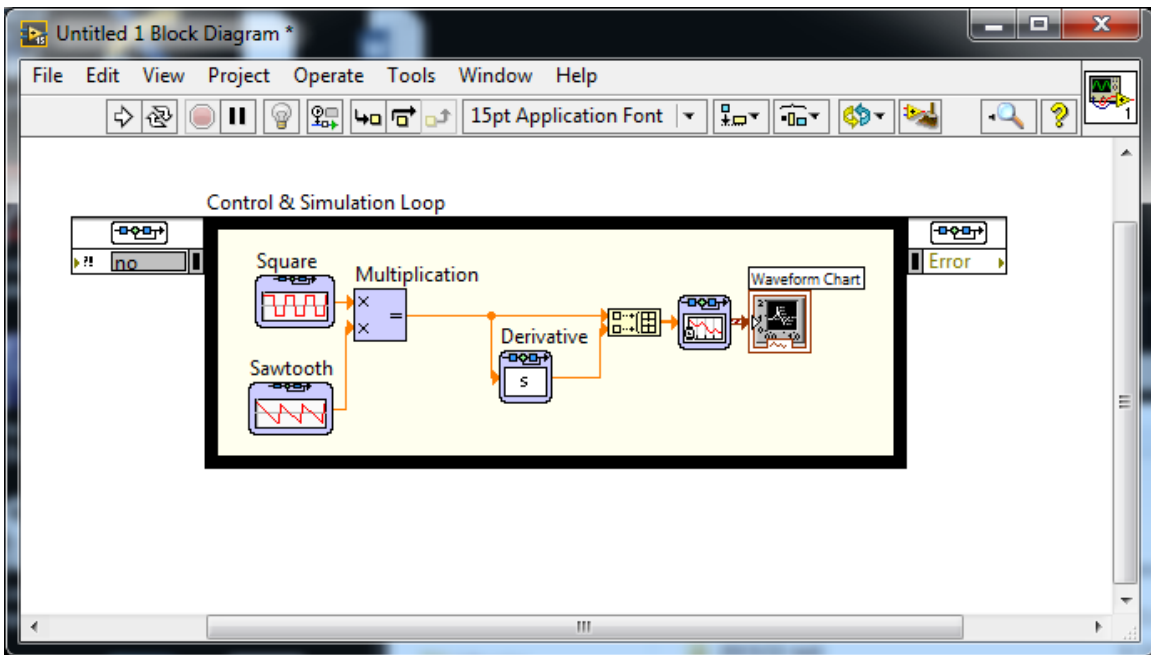 Untitled 1 Block Diagram *
File Edit View Project Operate Tools Window Help
15pt Application Font
1
Control & Simulation Loop
?! no
Error
Square
Multiplication
Waveform Chart
×
×
=
Derivative
s
Sawtooth